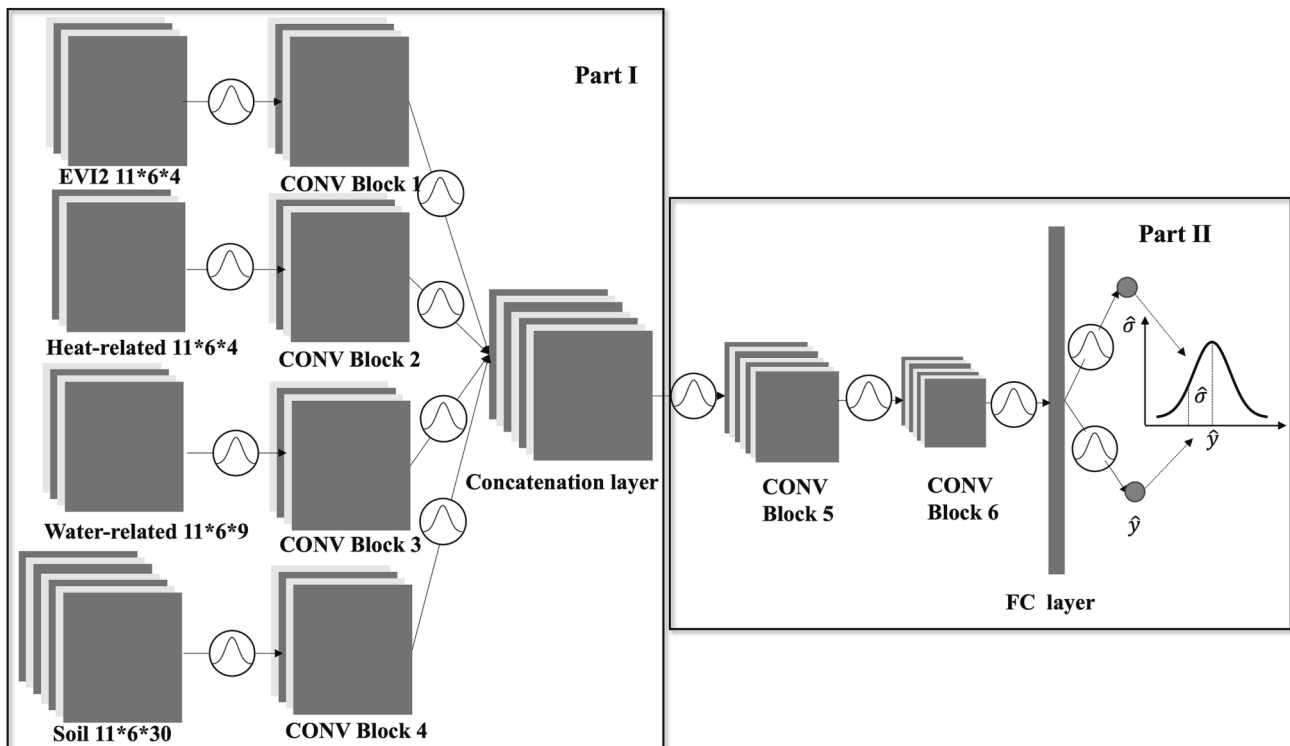 Part I
EVI2 11*6*4
CONV Block 1
Heat-related 11*6*4
CONV Block 2
Water-related 11*6*9
CONV Block 3
Soil 11*6*30
CONV Block 4
Concatenation layer
Part II
CONV
Block 5
CONV
Block 6
FC layer
σ̂
σ̂
ŷ
ŷ